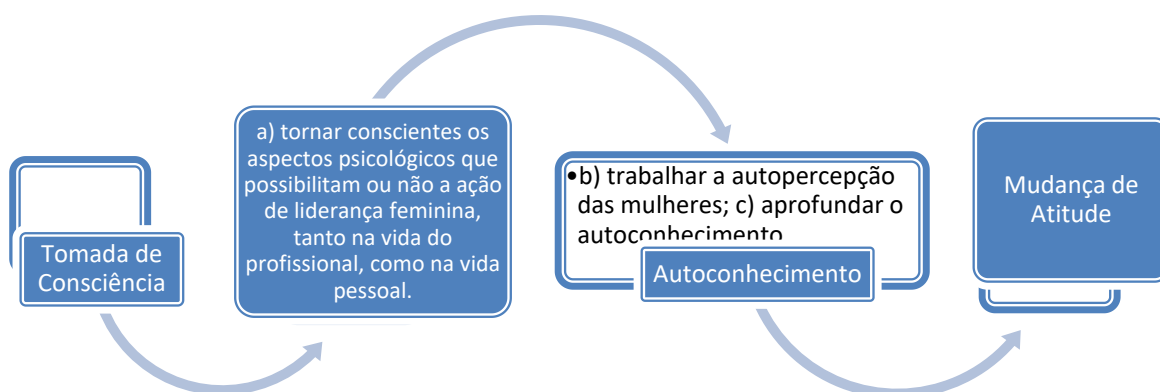 Tomada de
Consciência
a) tornar conscientes os
aspectos psicológicos que
possibilitam ou não a ação
de liderança feminina,
tanto na vida do
profissional, como na vida
pessoal.
•b) trabalhar a autopercepção
das mulheres; c) aprofundar o
autoconhecimento
Autoconhecimento
Mudança de
Atitude